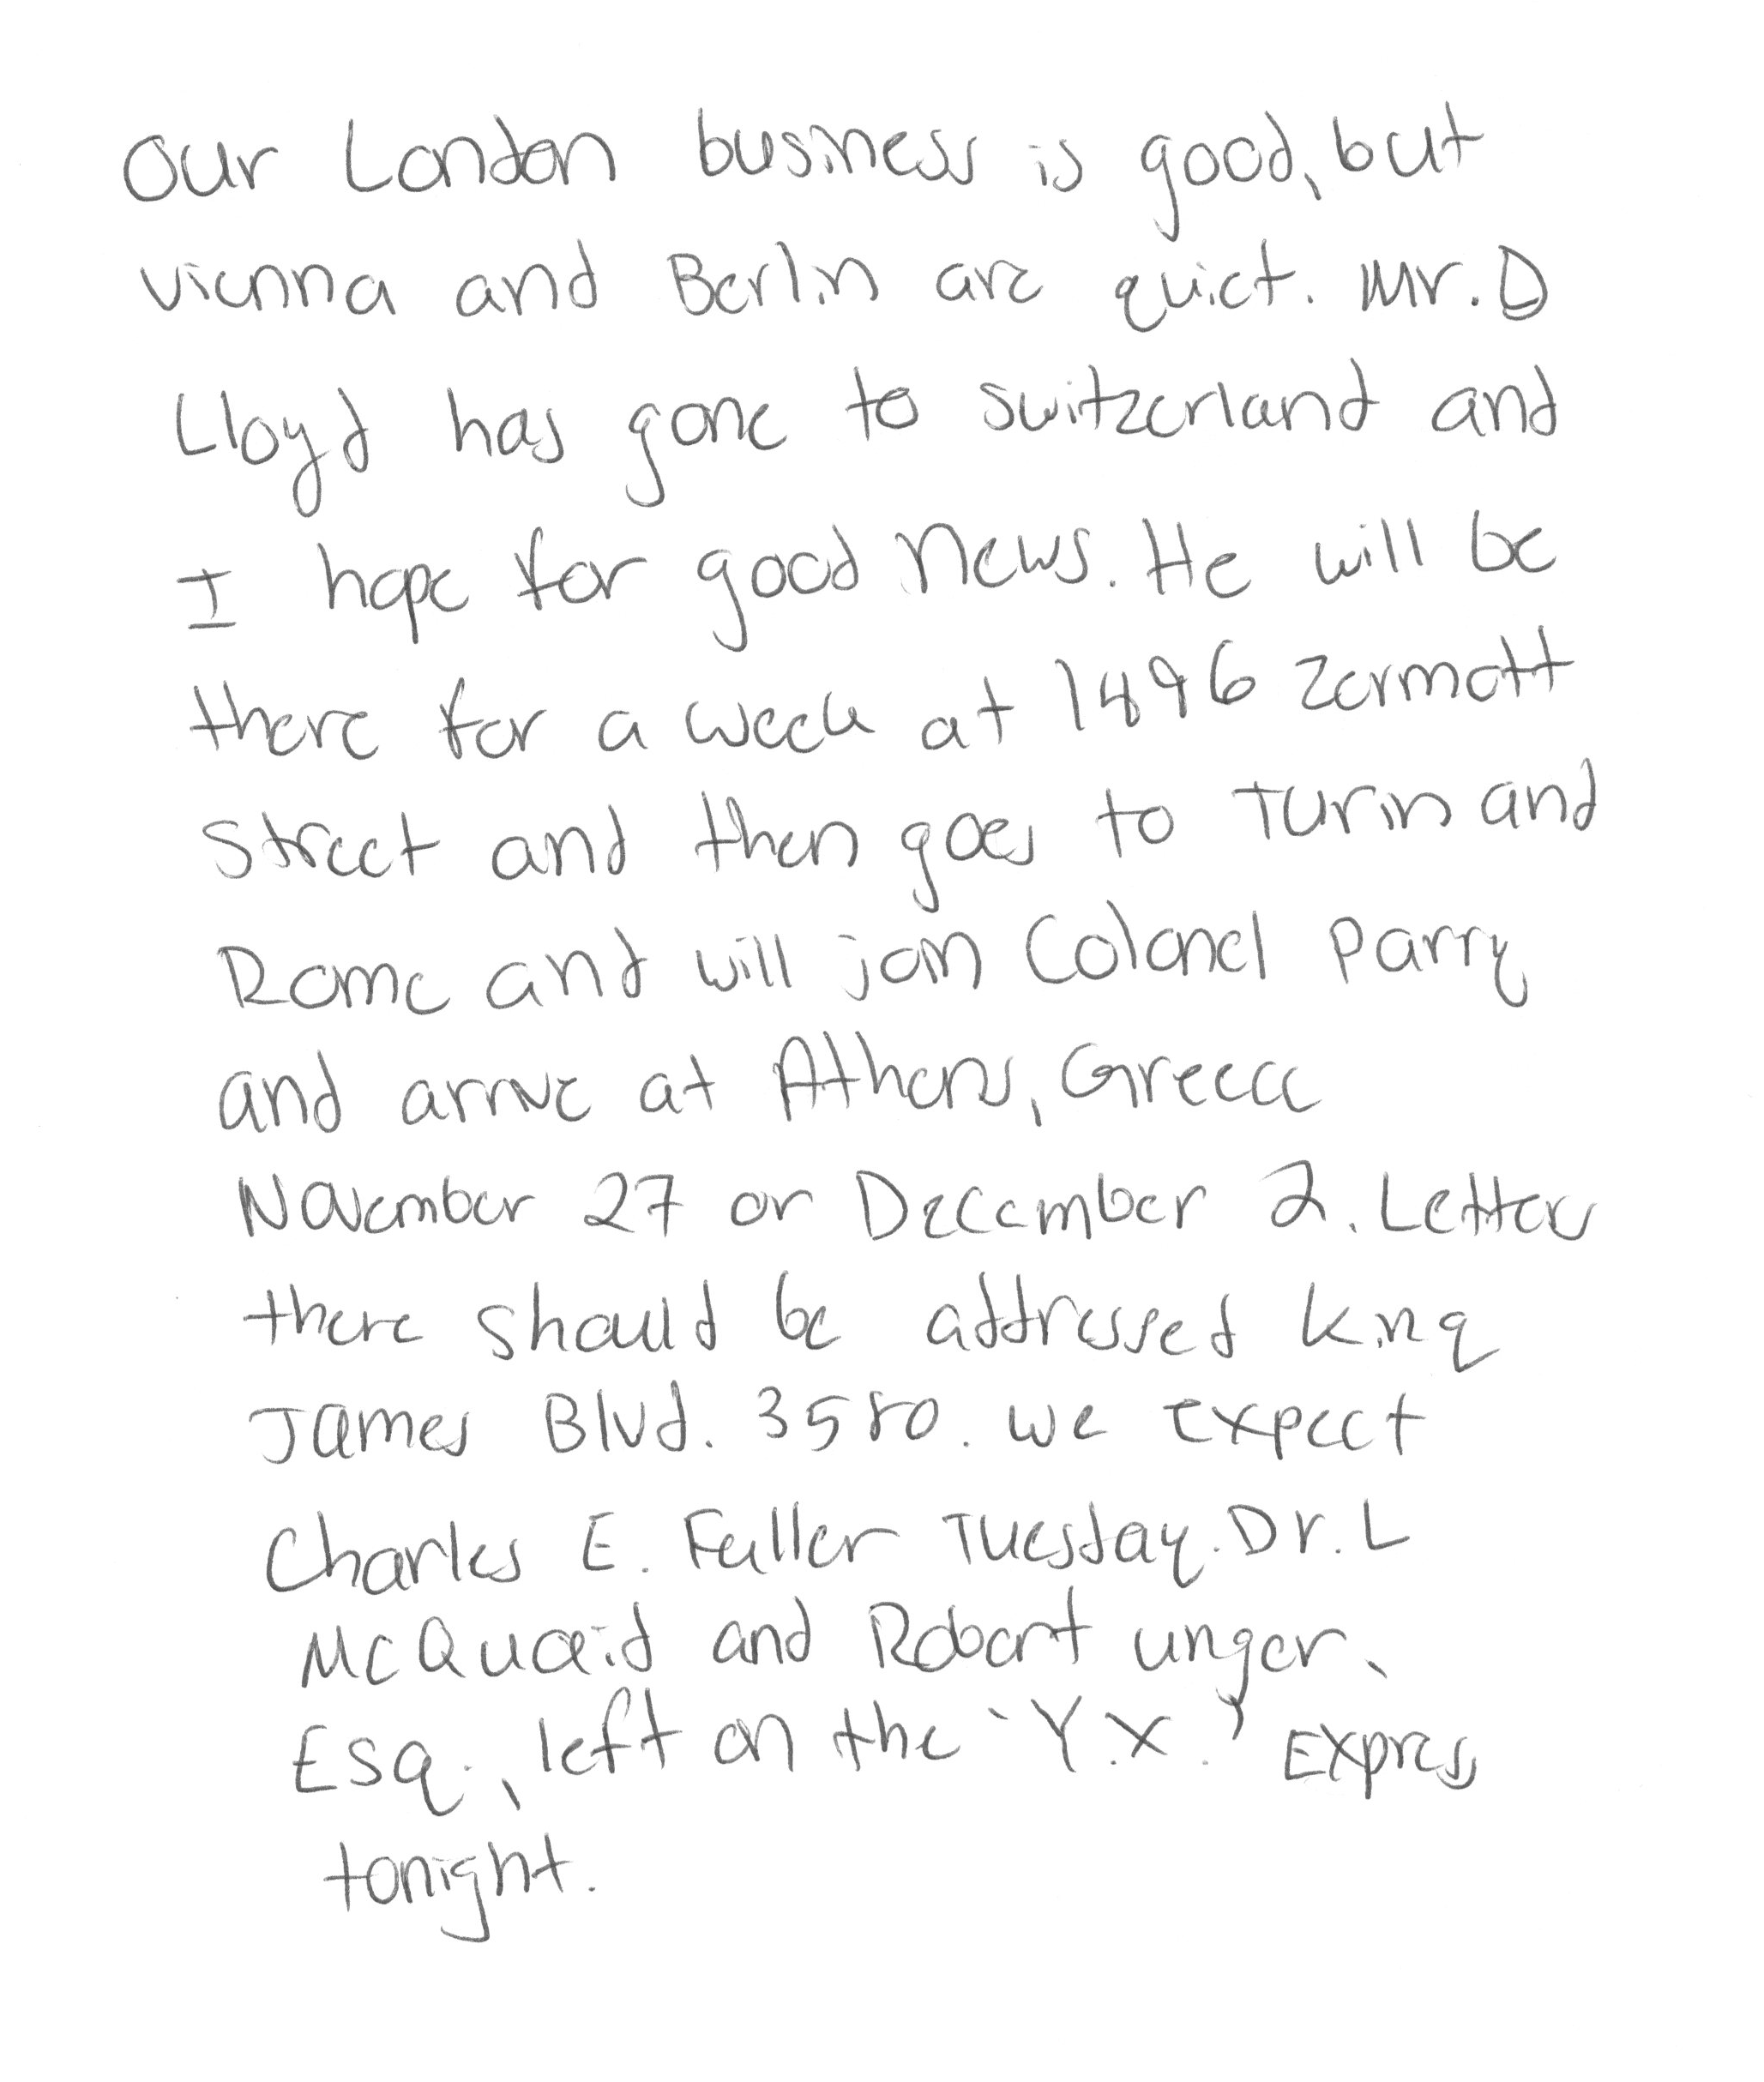 Our London business is good, but
Vienna and Berlin are quiet. Mr. D
Lloyd has gone to Switzerland and
I hope for good news. He will be
there for a week at 1496 Zermott
Street and then goes to Turin and
Rome and will join Colonel Parry
and arrive at Athens, Greece
November 27 or December 2. Letters
there should be addressed King
James Blvd. 3580. We expect
Charles E. Fuller Tuesday. Dr. L
McQuaid and Robert Unger,
Esq., left on the 'Y.X.' Express
tonight.